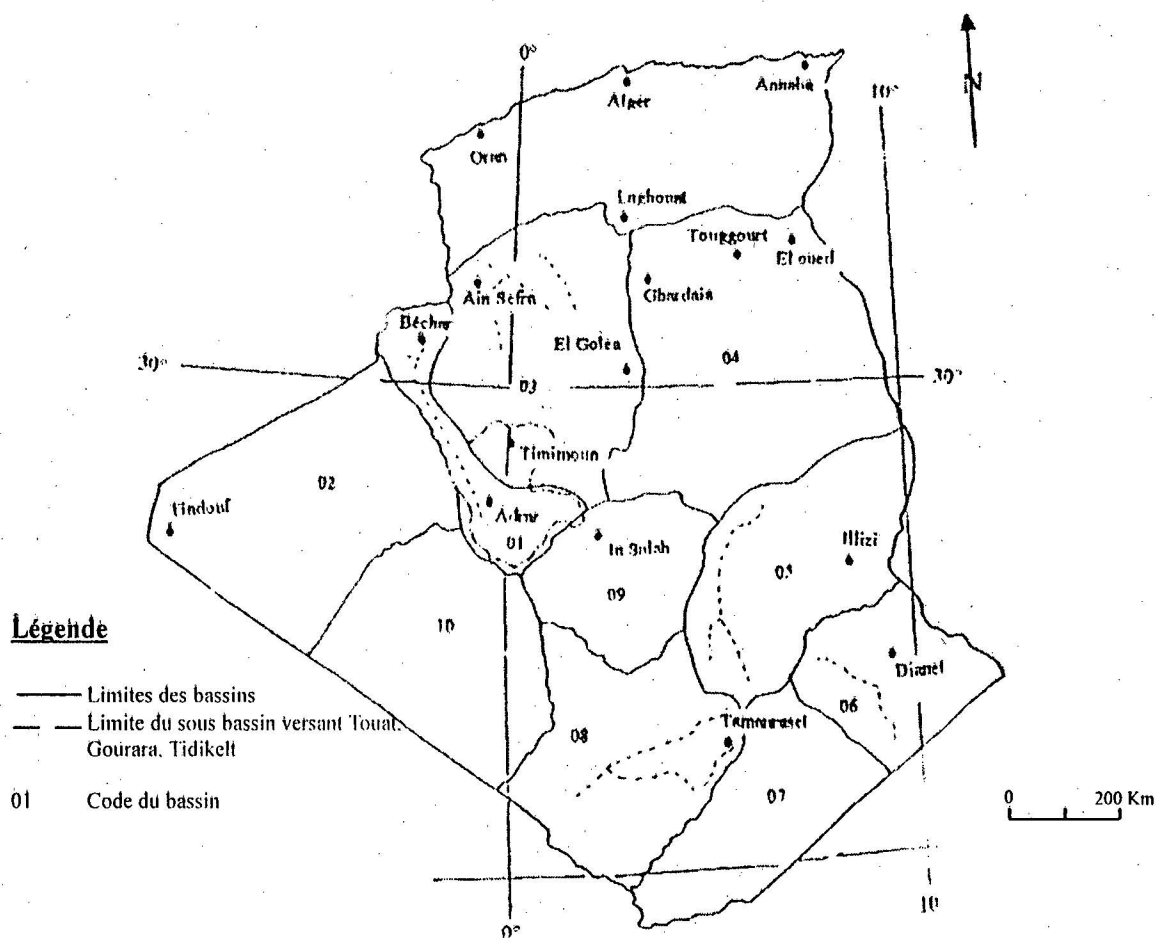 0°
N
Annaba
Alger
10°
Oran
Laghouat
Touggourt
El oued
Ain Sefra
Ghardaia
Béchar
El Goléa
04
30°
03
30°
Timimoun
02
Tindouf
Adrar
01
In Salah
Illizi
05
09
10
Légende
Djanet
Limites des bassins
06
Limite du sous bassin versant Touat,
Gourara, Tidikelt
08
Tamanrasset
01 Code du bassin
07
0 200 Km
0°
10